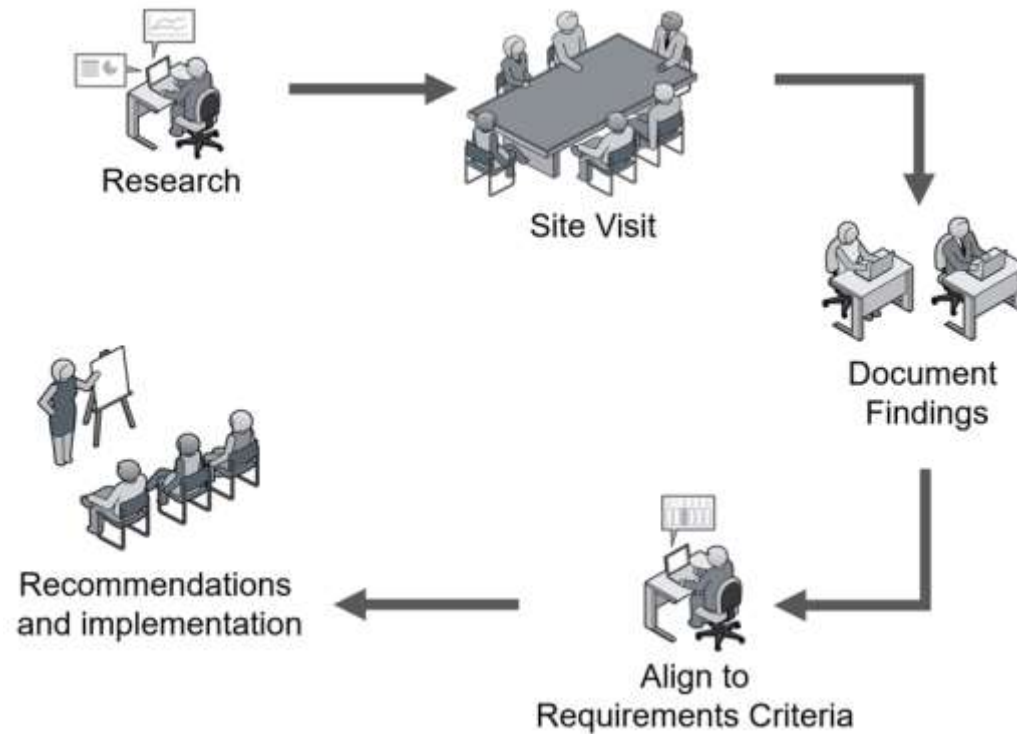 Research
Site Visit
Document
Findings
Align to
Requirements Criteria
Recommendations
and implementation